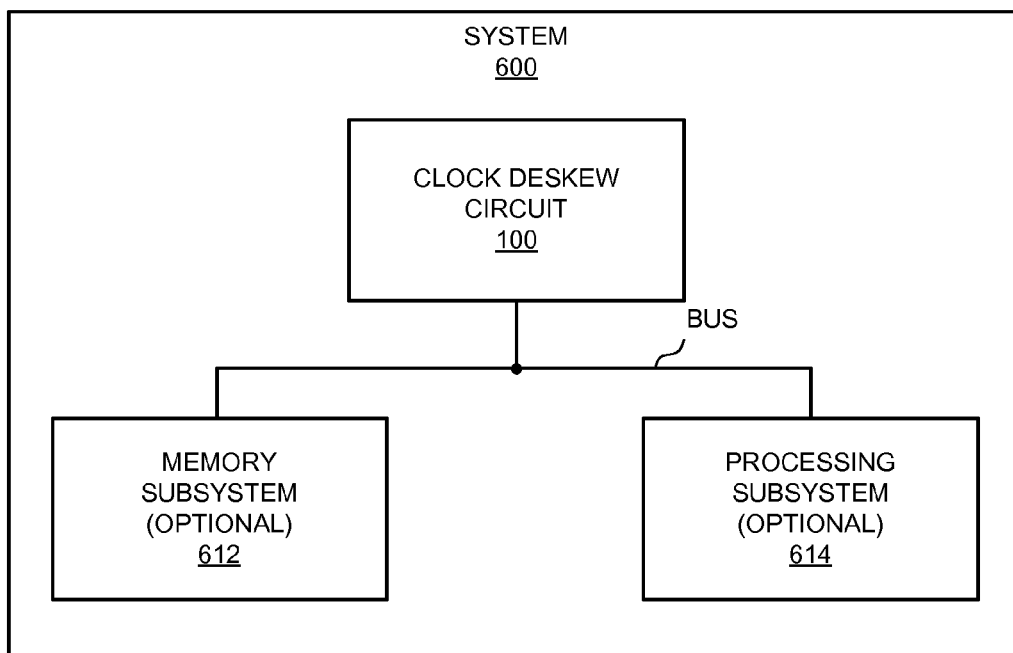 SYSTEM
600
CLOCK DESKEW
CIRCUIT
100
BUS
MEMORY
SUBSYSTEM
(OPTIONAL)
612
PROCESSING
SUBSYSTEM
(OPTIONAL)
614